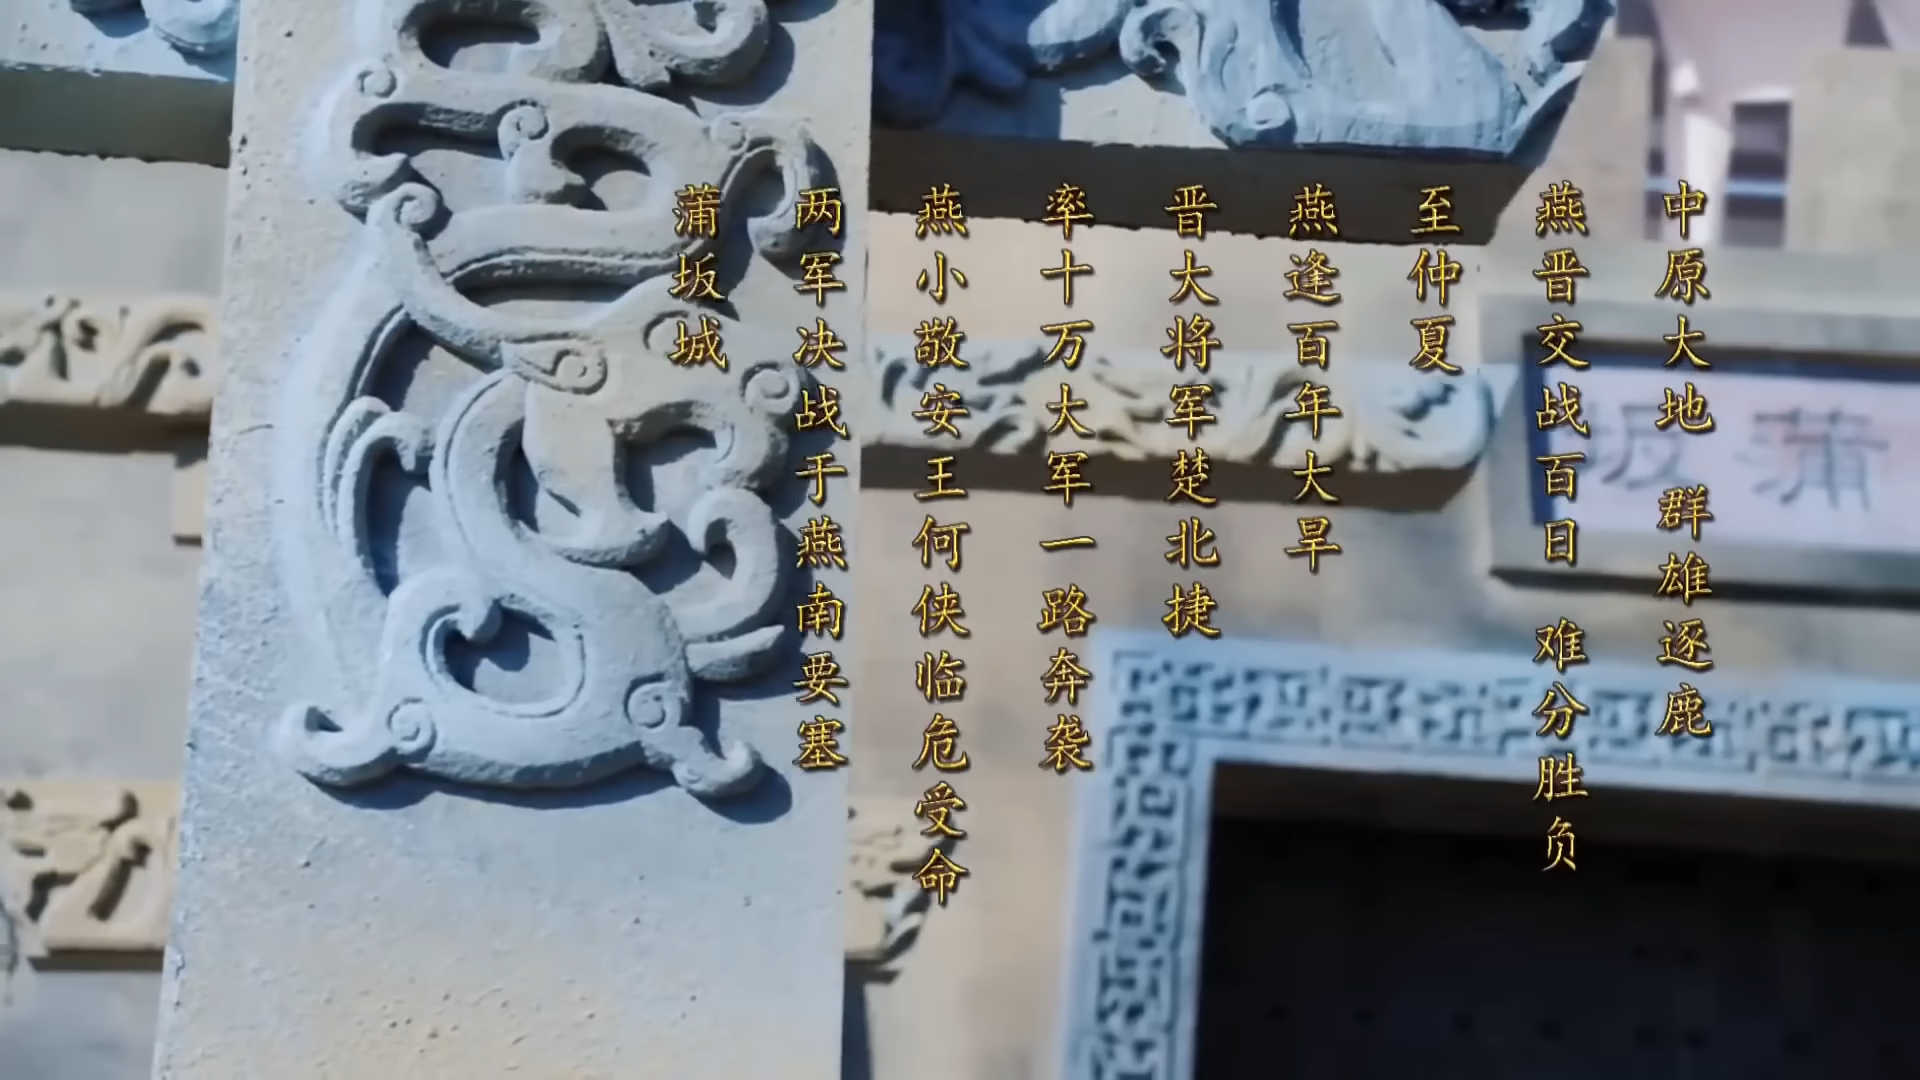 中原大地 群雄逐鹿
燕晋交战百日 难分胜负
至仲夏
燕逢百年大旱
晋大将军楚北捷
率十万大军一路奔袭
燕小敬安王何侠临危受命
两军决战于燕南要塞
蒲坂城
蒲坂